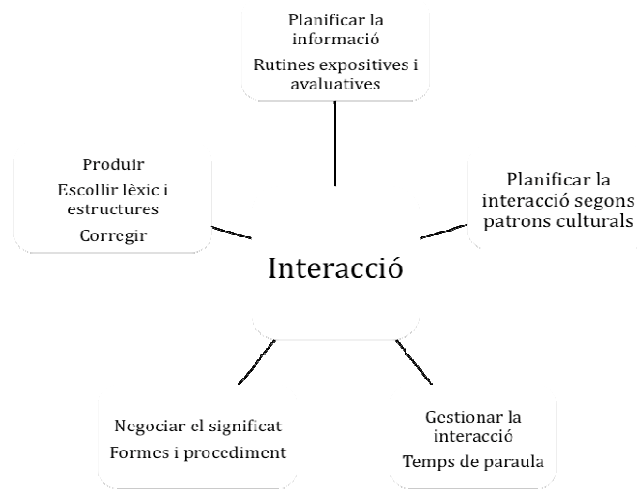 Planificar la
informació
Rutines expositives i
avaluatives
Produir
Escollir lèxic i
estructures
Corregir
Planificar la
interacció segons
patrons culturals
Interacció
Negociar el significat
Formes i procediment
Gestionar la
interacció
Temps de paraula